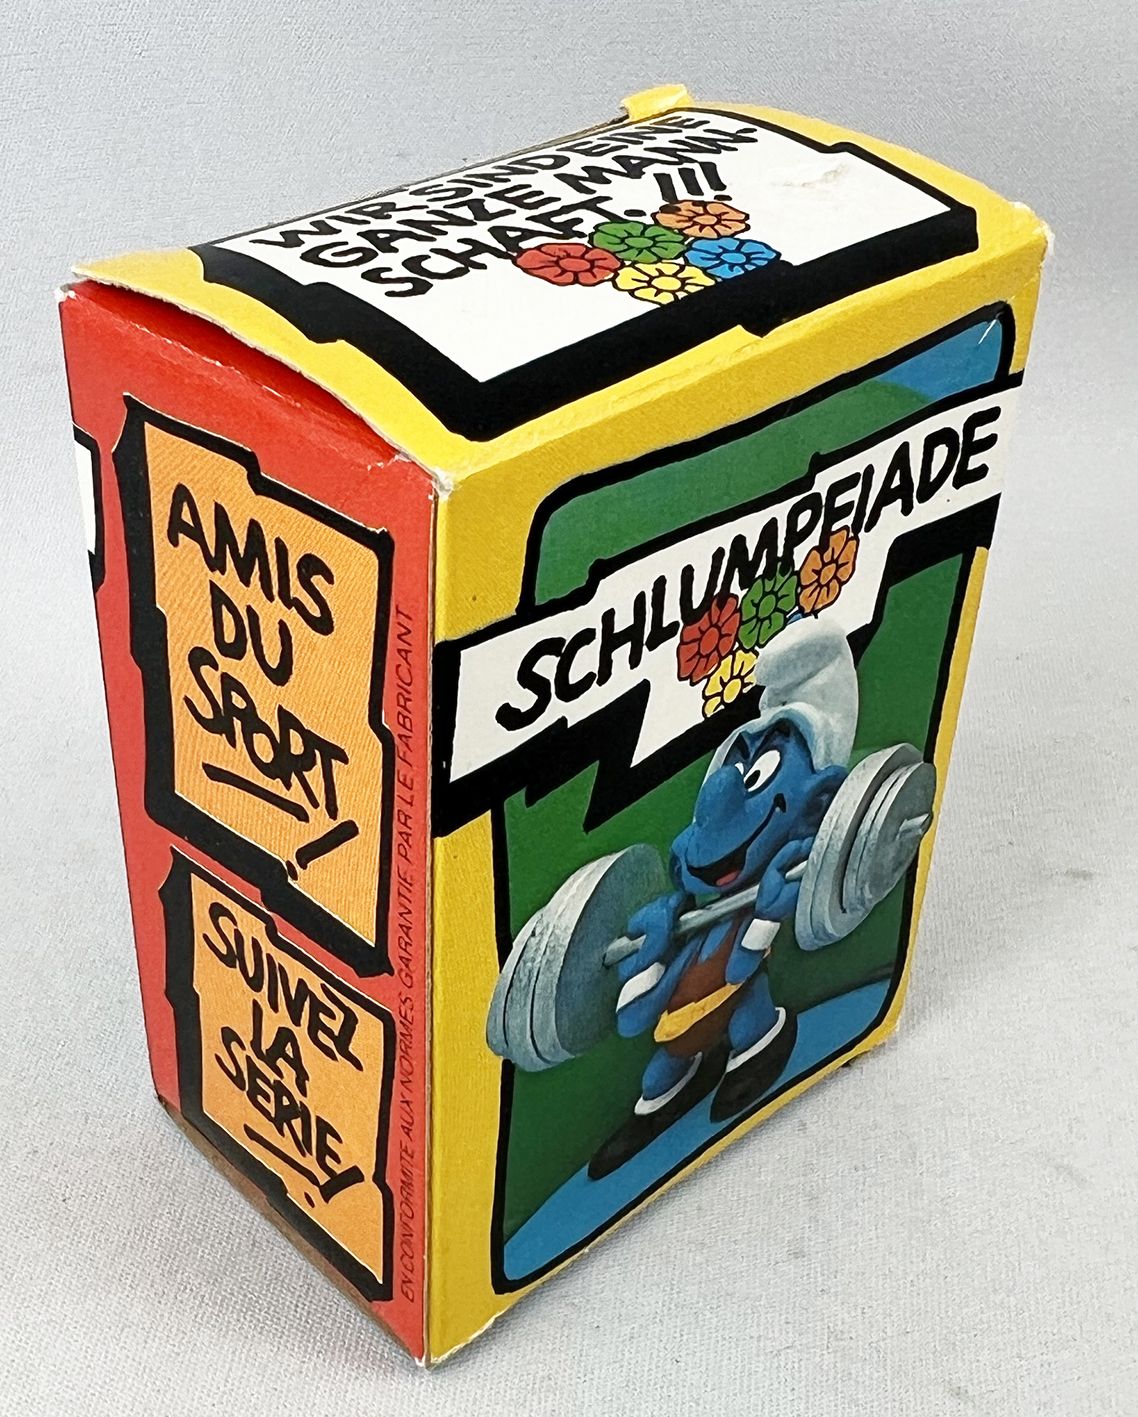 WIR SIND EINE
GANZE MANN-
SCHAFT.!!!
SCHLUMPFIADE
AMIS
DU
SPORT!
SUIVEZ
LA
SERIE!
EN CONFORMITE AUX NORMES GARANTIE PAR LE FABRICANT